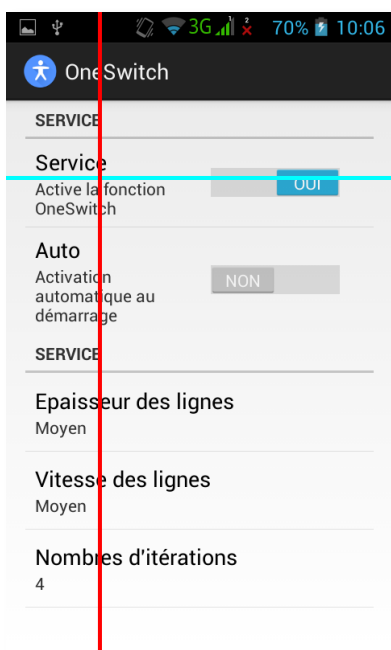 3G 70% 10:06
OneSwitch
SERVICE
Service
Active la fonction
OneSwitch
OUI
Auto
Activation
automatique au
démarrage
NON
SERVICE
Epaisseur des lignes
Moyen
Vitesse des lignes
Moyen
Nombres d'itérations
4